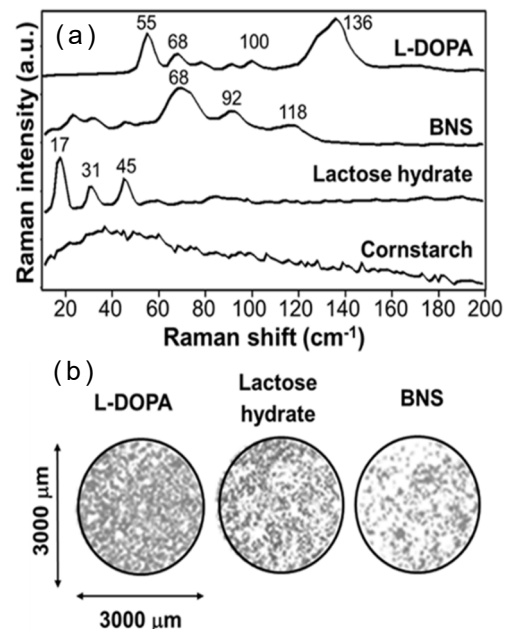 (a)
55
68
100
136
L-DOPA
68
92
118
BNS
17
31
45
Lactose hydrate
Cornstarch
Raman intensity (a.u.)
20 40 60 80 100 120 140 160 180 200
Raman shift (cm⁻¹)
(b)
L-DOPA
Lactose
hydrate
BNS
3000 µm
3000 µm